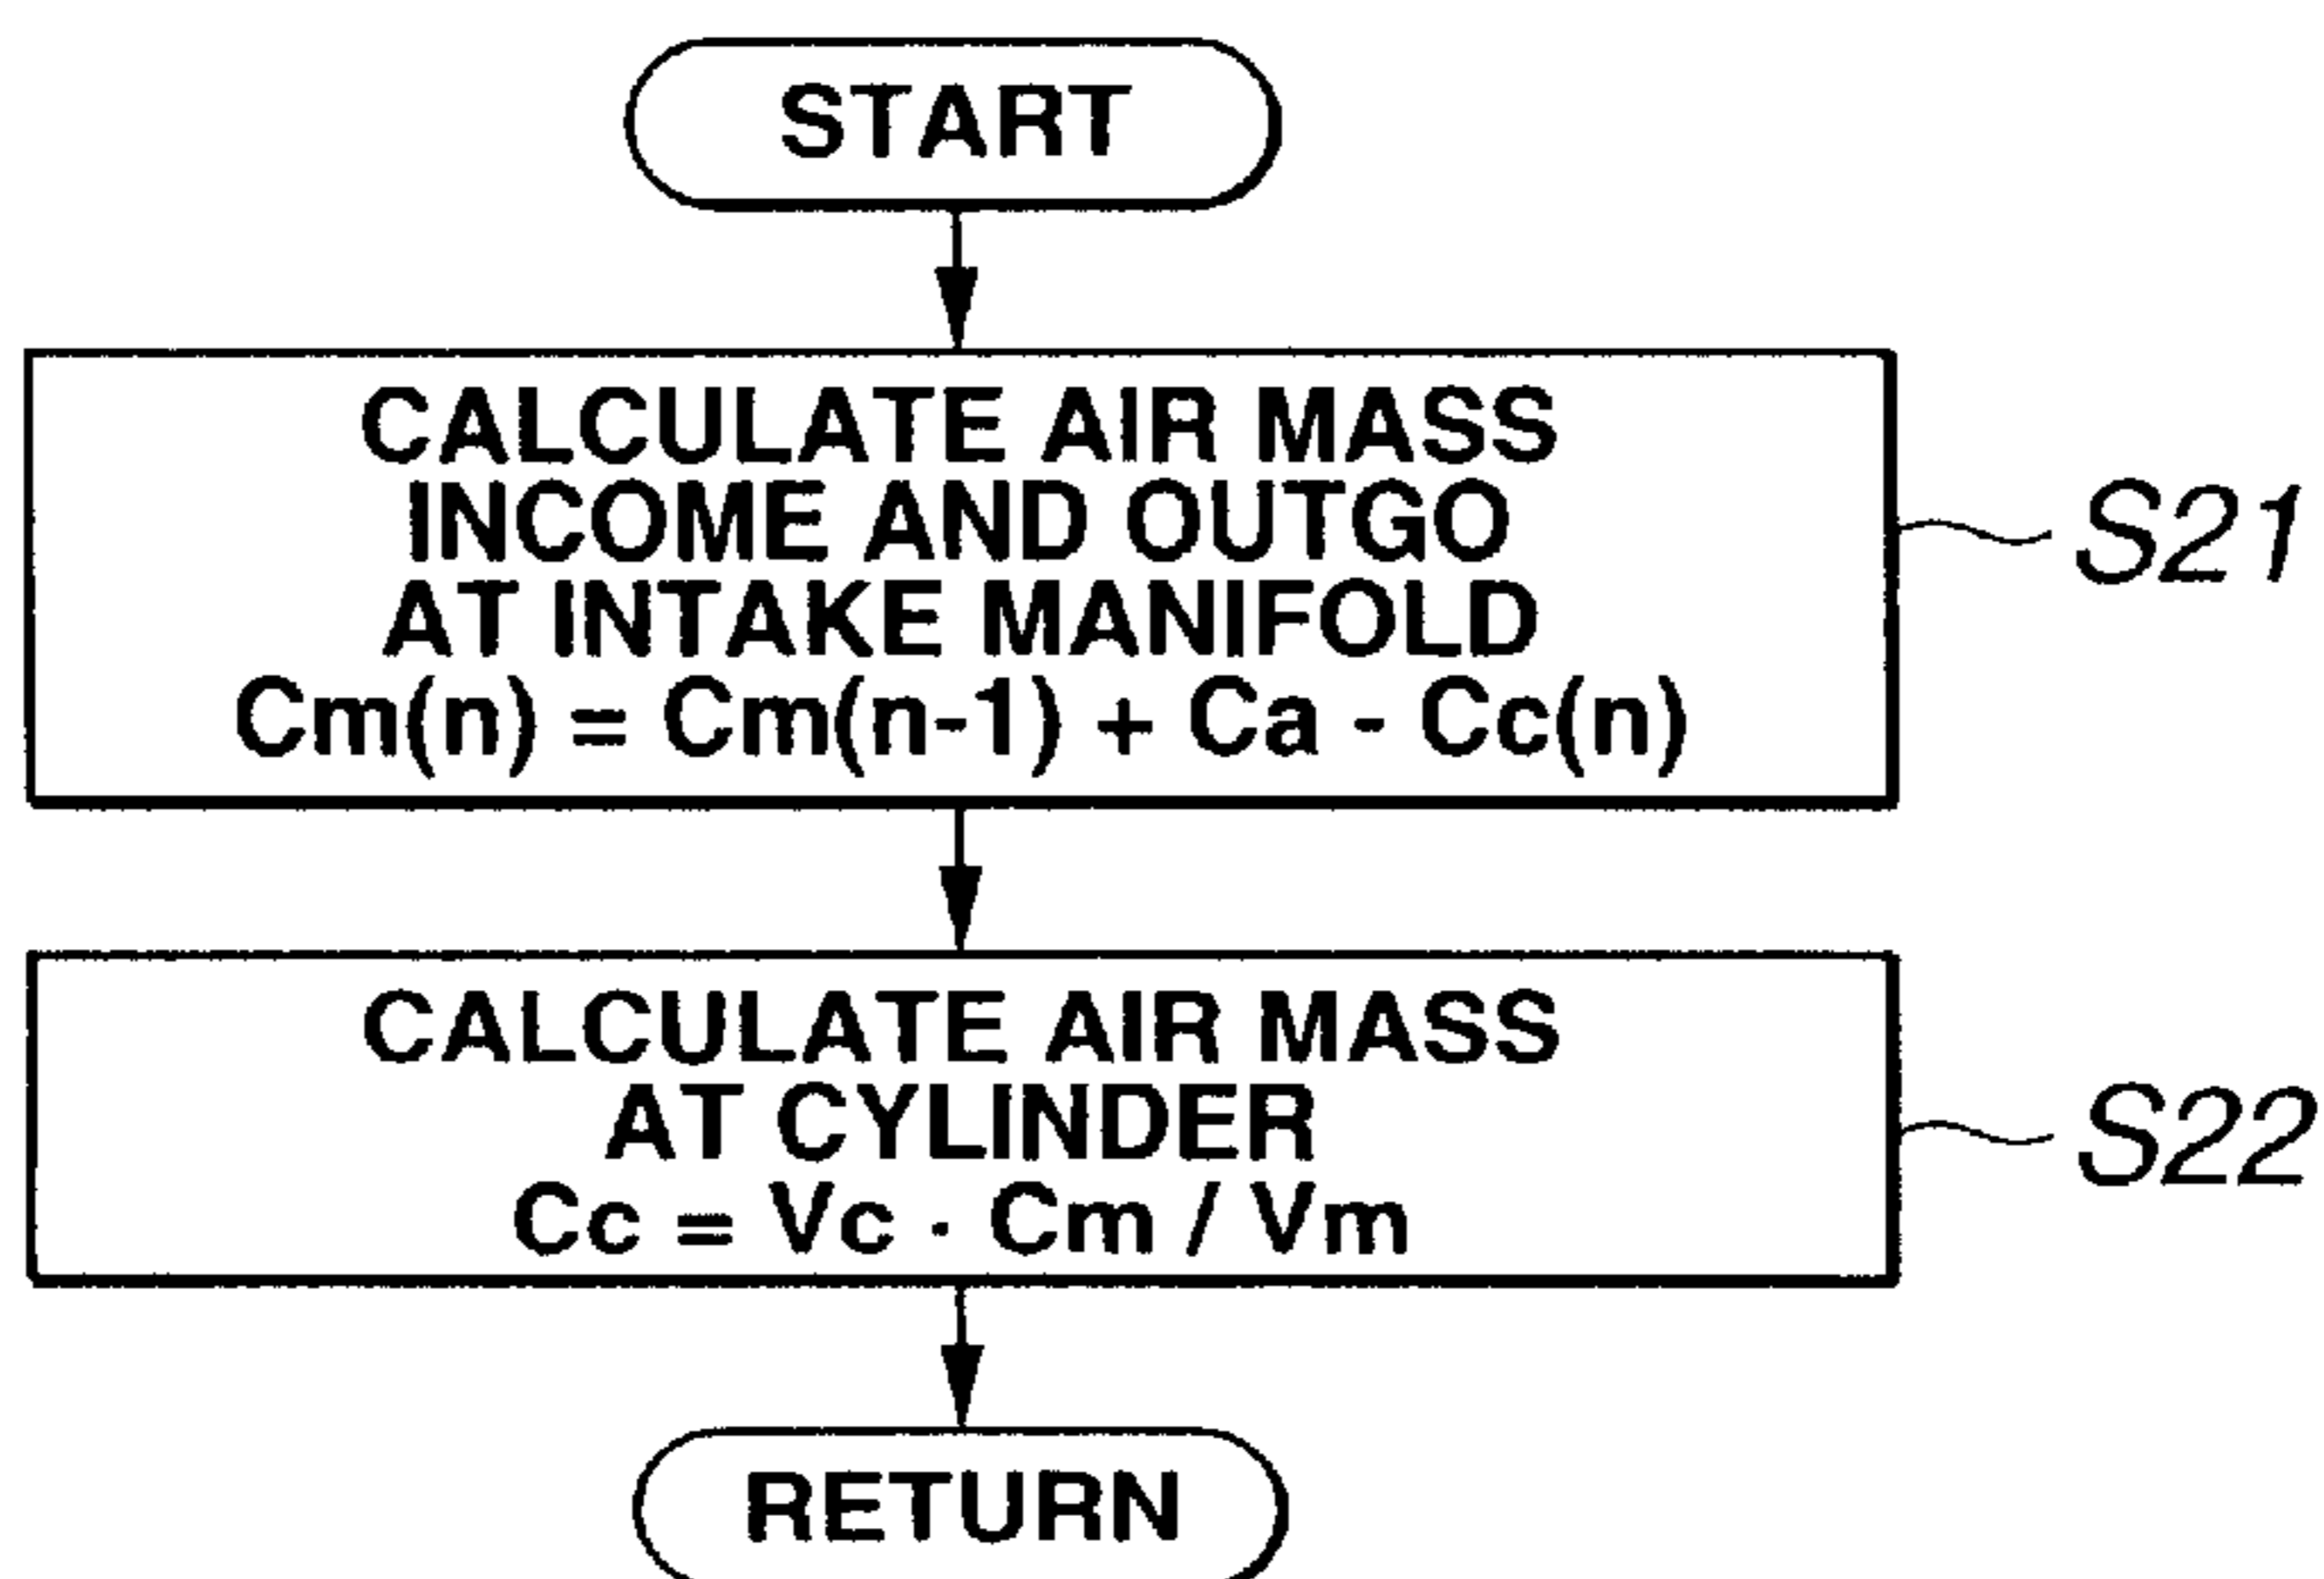 START
CALCULATE AIR MASS
INCOME AND OUTGO
AT INTAKE MANIFOLD
Cm(n) = Cm(n-1) + Ca - Cc(n)
S21
CALCULATE AIR MASS
AT CYLINDER
Cc = Vc · Cm / Vm
S22
RETURN